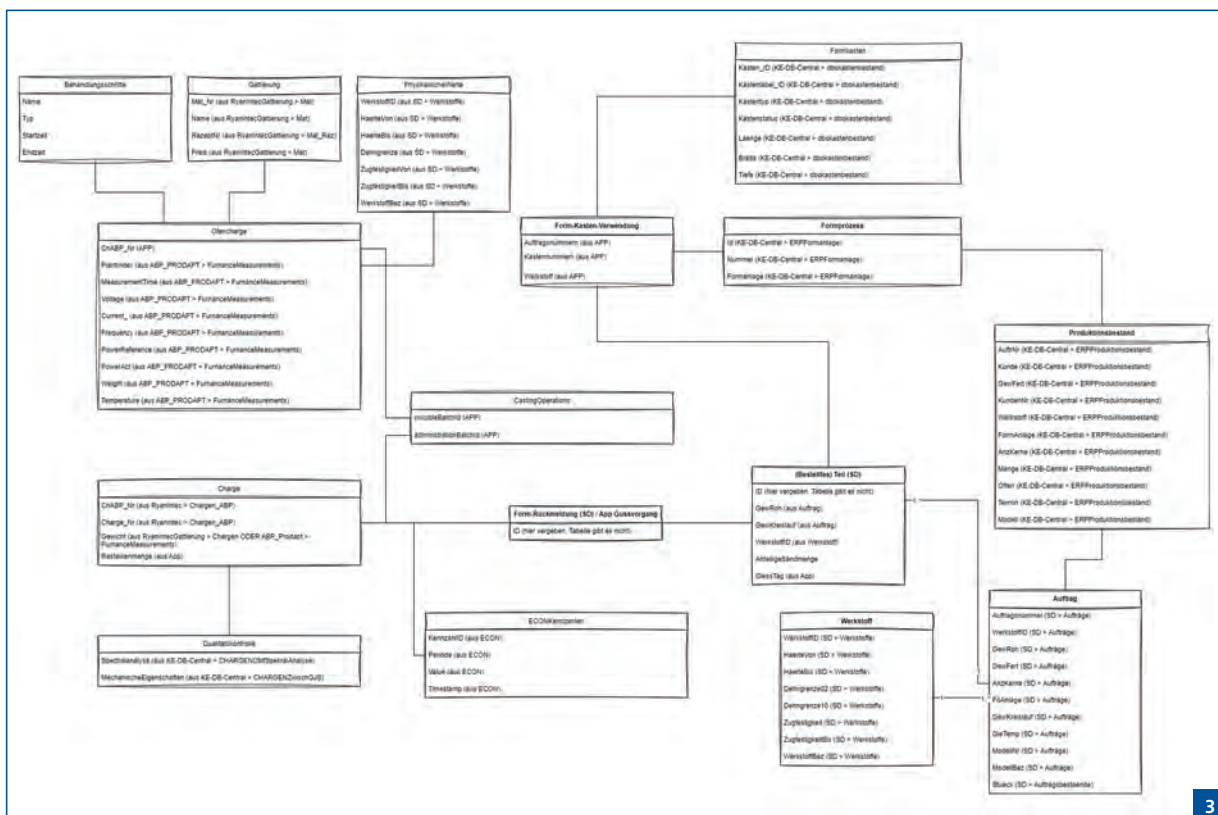 Behandlungsschritte
Name
Typ
Startzeit
Endzeit
Gattierung
Mat_Nr (aus RyanIntecGattierung > Mat)
Name (aus RyanIntecGattierung > Mat)
RezeptNr (aus RyanIntecGattierung > Mat_Rez)
Preis (aus RyanIntecGattierung > Mat)
PhysikalischeWerte
WerkstoffID (aus SD > Werkstoffe)
HaerteVon (aus SD > Werkstoffe)
HaerteBis (aus SD > Werkstoffe)
Dehngrenze (aus SD > Werkstoffe)
ZugfestigkeitVon (aus SD > Werkstoffe)
ZugfestigkeitBis (aus SD > Werkstoffe)
WerkstoffBez (aus SD > Werkstoffe)
Formkasten
Kasten_ID (KE-DB-Central > dbokastenbestand)
Kastenlabel_ID (KE-DB-Central > dbokastenbestand)
Kastentyp (KE-DB-Central > dbokastenbestand)
Kastenstatus (KE-DB-Central > dbokastenbestand)
Laenge (KE-DB-Central > dbokastenbestand)
Breite (KE-DB-Central > dbokastenbestand)
Tiefe (KE-DB-Central > dbokastenbestand)
Ofencharge
ChABP_Nr (APP)
(aus ABP_PRODAPT > FurnanceMeasurements)
MeasurementTime (aus ABP_PRODAPT > FurnanceMeasurements)
Voltage (aus ABP_PRODAPT > FurnanceMeasurements)
Current_ (aus ABP_PRODAPT > FurnanceMeasurements)
Frequency (aus ABP_PRODAPT > FurnanceMeasurements)
PowerReference (aus ABP_PRODAPT > FurnanceMeasurements)
PowerAct (aus ABP_PRODAPT > FurnanceMeasurements)
Weight (aus ABP_PRODAPT > FurnanceMeasurements)
Temperature (aus ABP_PRODAPT > FurnanceMeasurements)
Form-Kasten-Verwendung
Auftragsnummern (aus APP)
Kastennummern (aus APP)
Werkstoff (aus APP)
Formprozess
Id (KE-DB-Central > ERPFormanlage)
Nummer (KE-DB-Central > ERPFormanlage)
Formanlage (KE-DB-Central > ERPFormanlage)
Produktionsbestand
AuftrNr (KE-DB-Central > ERPProduktionsbestand)
Kunde (KE-DB-Central > ERPProduktionsbestand)
GewFert (KE-DB-Central > ERPProduktionsbestand)
KundenNr (KE-DB-Central > ERPProduktionsbestand)
Werkstoff (KE-DB-Central > ERPProduktionsbestand)
FormAnlage (KE-DB-Central > ERPProduktionsbestand)
AnzKerne (KE-DB-Central > ERPProduktionsbestand)
Menge (KE-DB-Central > ERPProduktionsbestand)
Offen (KE-DB-Central > ERPProduktionsbestand)
Termin (KE-DB-Central > ERPProduktionsbestand)
Modell (KE-DB-Central > ERPProduktionsbestand)
CastingOperations
(APP)
administrationBatchId (APP)
Charge
ChABP_Nr (aus RyanIntec > Chargen_ABP)
Charge_Nr (aus RyanIntec > Chargen_ABP)
Gewicht (aus RyanIntecGattierung > Chargen ODER ABP_Prodapt >
FurnanceMeasurements)
Resteisenmenge (aus App)
Form-Rückmeldung (SD) / App Gussvorgang
ID (hier vergeben, Tabelle gibt es nicht)
(Bestelltes) Teil (SD)
ID (hier vergeben, Tabelle gibt es nicht)
GewRoh (aus Auftrag)
GewKreislauf (aus Auftrag)
WerkstoffID (aus Werkstoff)
AnteiligeSandmenge
GiessTag (aus App)
Qualitätskontrolle
Spektralanalyse (aus KE-DB-Central >
MechanischeEigenschaften (aus KE-DB-Central >
ECONKennzahlen
KennzahlID (aus ECON)
Periode (aus ECON)
Value (aus ECON)
Timestamp (aus ECON)
Werkstoff
WerkstoffID (SD > Werkstoffe)
HaerteVon (SD > Werkstoffe)
HaerteBis (SD > Werkstoffe)
Dehngrenze02 (SD > Werkstoffe)
Dehngrenze10 (SD > Werkstoffe)
Zugfestigkeit (SD > Werkstoffe)
ZugfestigkeitBis (SD > Werkstoffe)
WerkstoffBez (SD > Werkstoffe)
Auftrag
Auftragsnummer (SD > Aufträge)
WerkstoffID (SD > Aufträge)
GewRoh (SD > Aufträge)
GewFert (SD > Aufträge)
AnzKerne (SD > Aufträge)
FoAnlage (SD > Aufträge)
GewKreislauf (SD > Aufträge)
GieTemp (SD > Aufträge)
ModellNr (SD > Aufträge)
ModellBez (SD > Aufträge)
Stueck (SD > Auftragsbestaende)
3